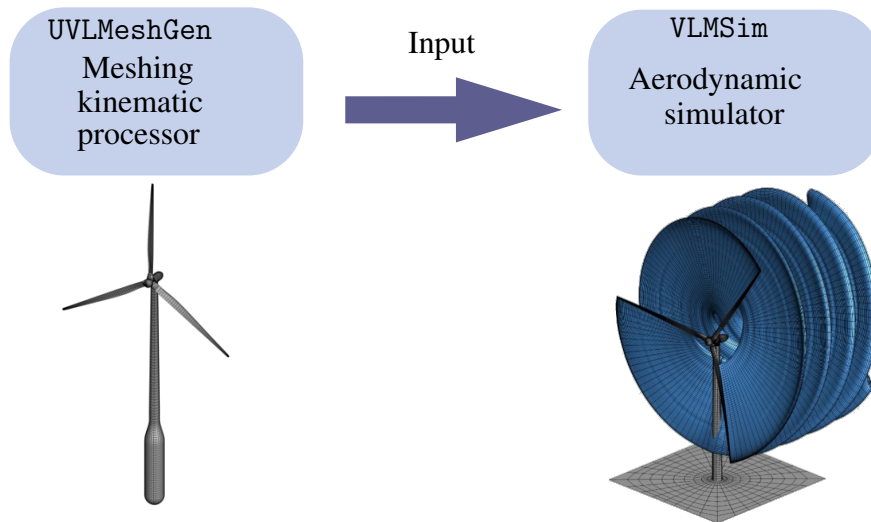 UVLMeshGen
Meshing
kinematic
processor
Input
VLMSim
Aerodynamic
simulator